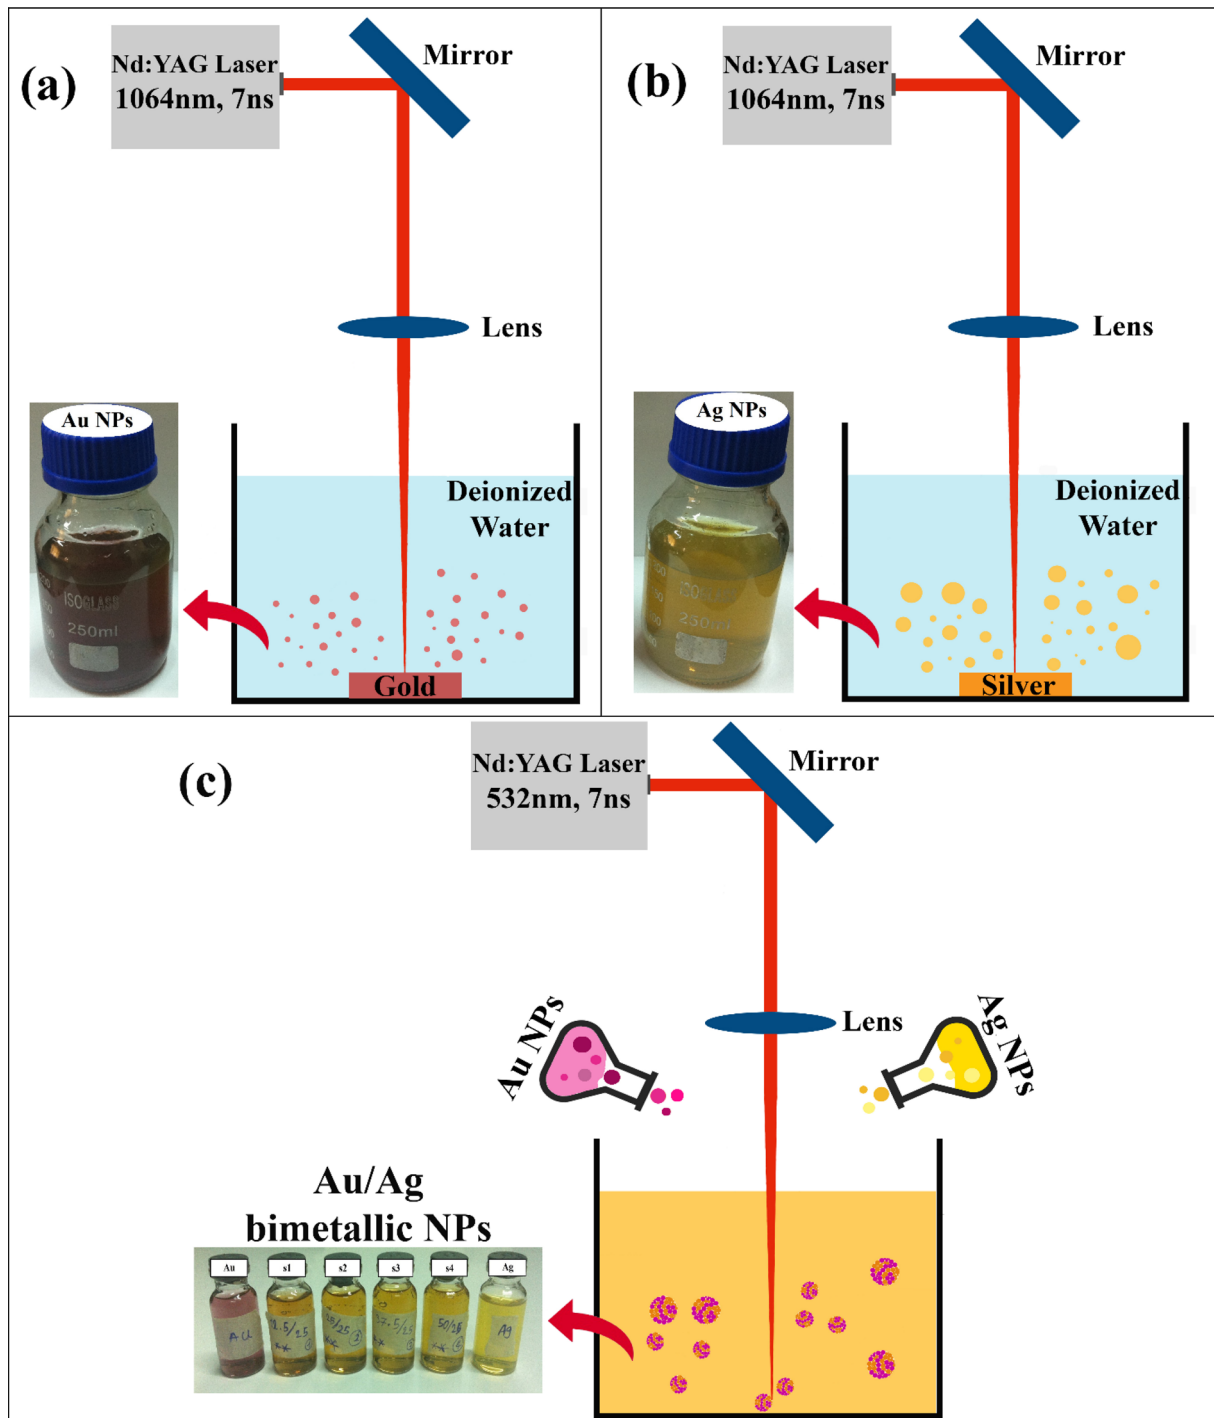 (a)
Nd:YAG Laser
1064nm, 7ns
Mirror
Lens
Au NPs
ISOGLASS
250ml
Deionized
Water
Gold
(b)
Nd:YAG Laser
1064nm, 7ns
Mirror
Lens
Ag NPs
Deionized
Water
Silver
(c)
Nd:YAG Laser
532nm, 7ns
Mirror
Lens
Au NPs
Ag NPs
Au/Ag
bimetallic NPs
Au
s1
s2
s3
s4
Ag
Ag